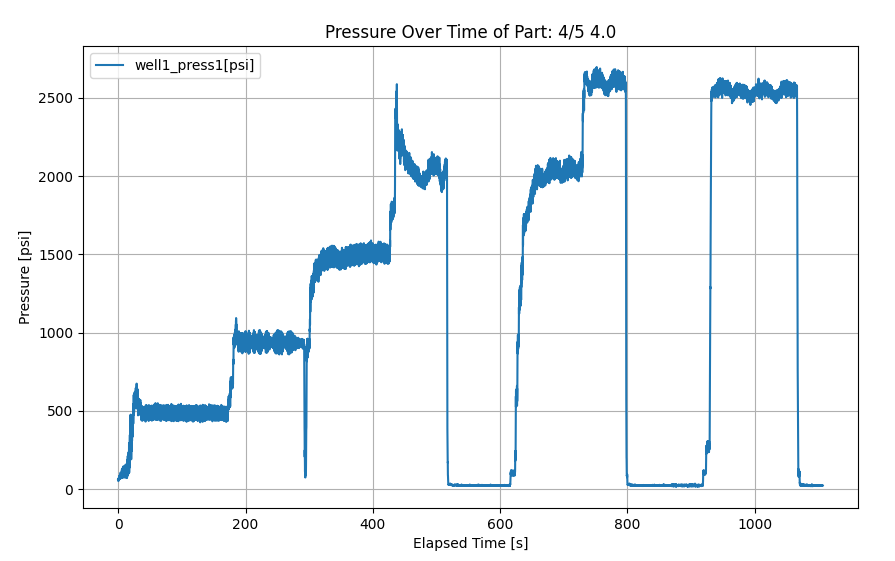 Pressure Over Time of Part: 4/5 4.0
well1_press1[psi]
Pressure [psi]
2500
2000
1500
1000
500
0
0 200 400 600 800 1000
Elapsed Time [s]